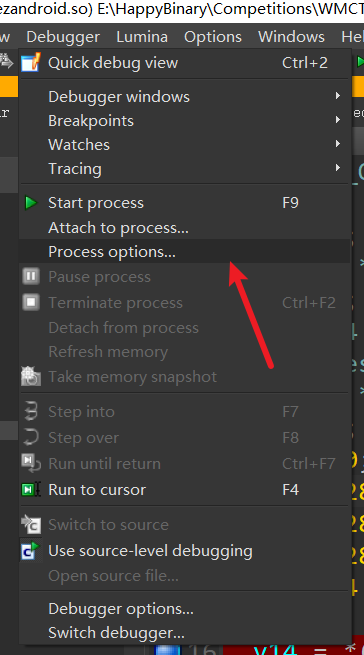 ezandroid.so) E:\HappyBinary\Competitions\WMCT
w Debugger Lumina Options Windows Help
Quick debug view Ctrl+2
Debugger windows
Breakpoints
Watches
Tracing
Start process F9
Attach to process...
Process options...
Pause process
Terminate process Ctrl+F2
Detach from process
Refresh memory
Take memory snapshot
Step into F7
Step over F8
Run until return Ctrl+F7
Run to cursor F4
Switch to source
Use source-level debugging
Open source file...
Debugger options...
Switch debugger...
16 v14 = *